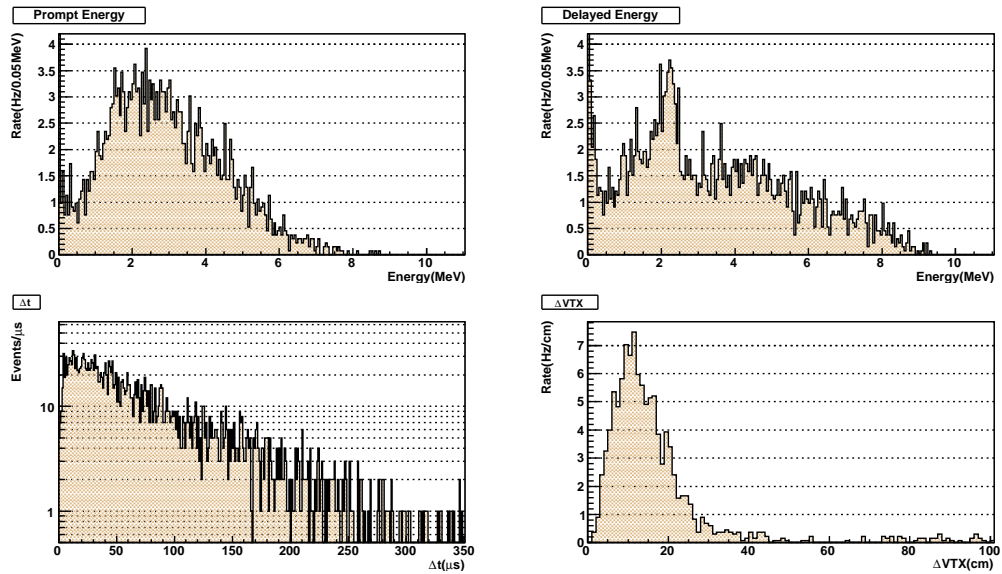 Prompt Energy
Rate(Hz/0.05MeV)
4
3.5
3
2.5
2
1.5
1
0.5
0
0 2 4 6 8 10
Energy(MeV)
Delayed Energy
Rate(Hz/0.05MeV)
4
3.5
3
2.5
2
1.5
1
0.5
0
0 2 4 6 8 10
Energy(MeV)
Δt
Events/μs
10
1
0 50 100 150 200 250 300 350
Δt(μs)
ΔVTX
Rate(Hz/cm)
7
6
5
4
3
2
1
0
0 20 40 60 80 100
ΔVTX(cm)